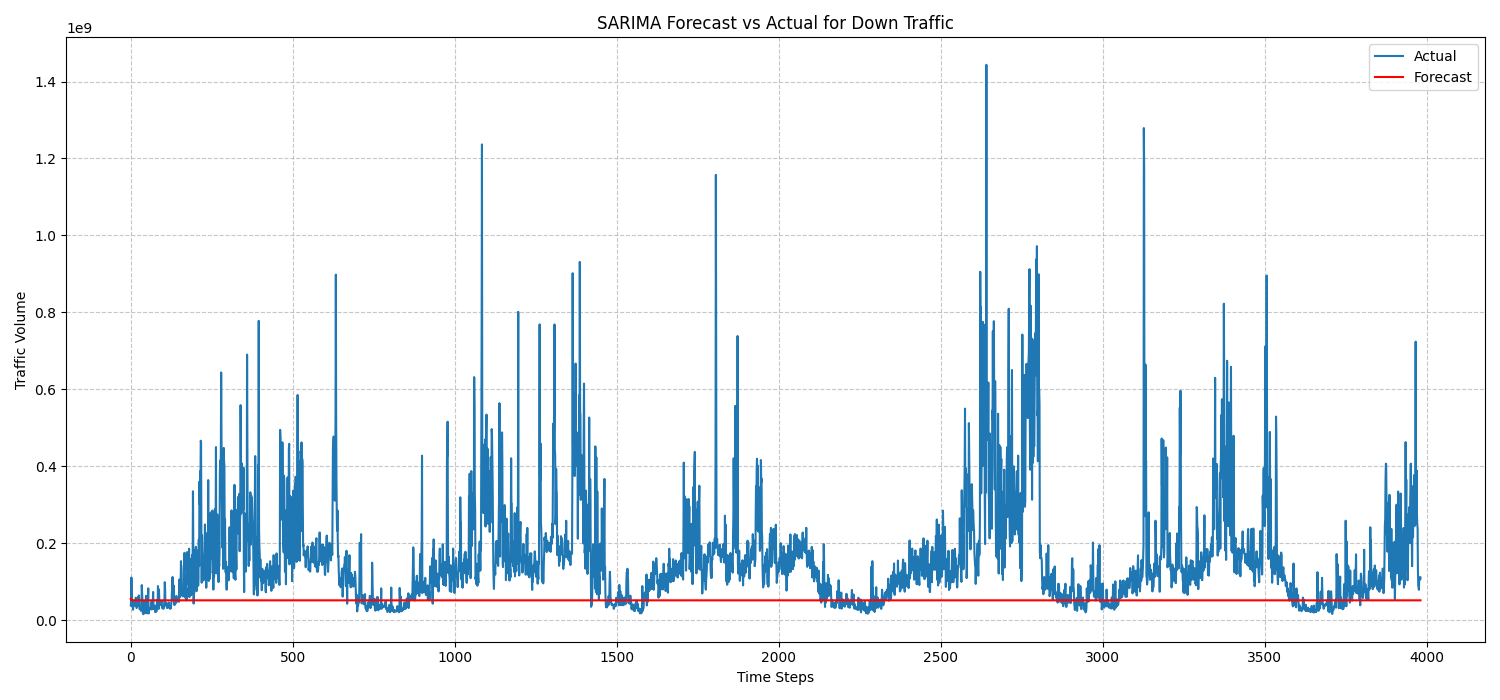 SARIMA Forecast vs Actual for Down Traffic
1e9
Actual
Forecast
1.4
1.2
1.0
0.8
0.6
0.4
0.2
0.0
Traffic Volume
0 500 1000 1500 2000 2500 3000 3500 4000
Time Steps